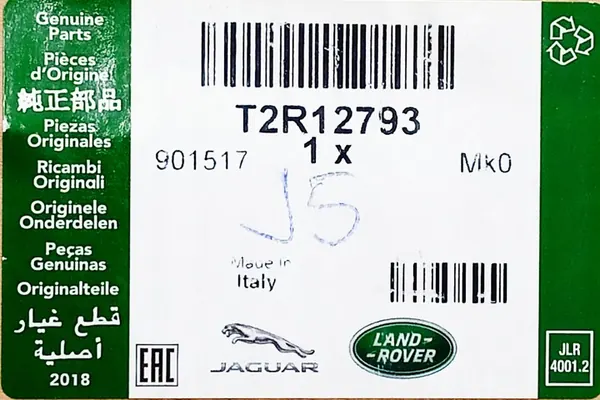 Genuine
Parts
Pièces
d'Origine
純正部品
Piezas
Originales
Ricambi
Originali
Originele
Onderdelen
Peças
Genuinas
Originalteile
قطع غيار
أصلية
2018
T2R12793
1 x
901517
Mk0
J5
Made in
Italy
EAC
JAGUAR
LAND-
-ROVER
JLR
4001.2